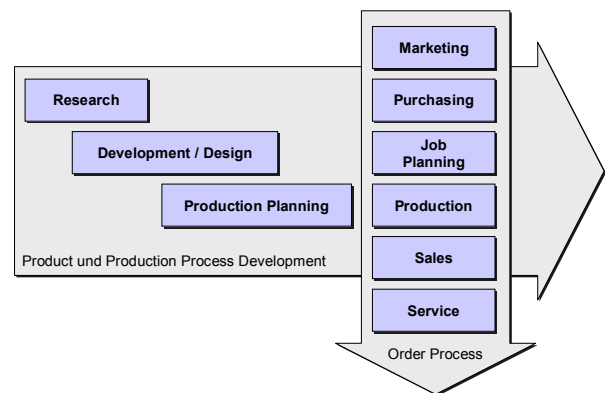 Marketing
Research
Purchasing
Development / Design
Job
Planning
Production Planning
Production
Product und Production Process Development
Sales
Service
Order Process